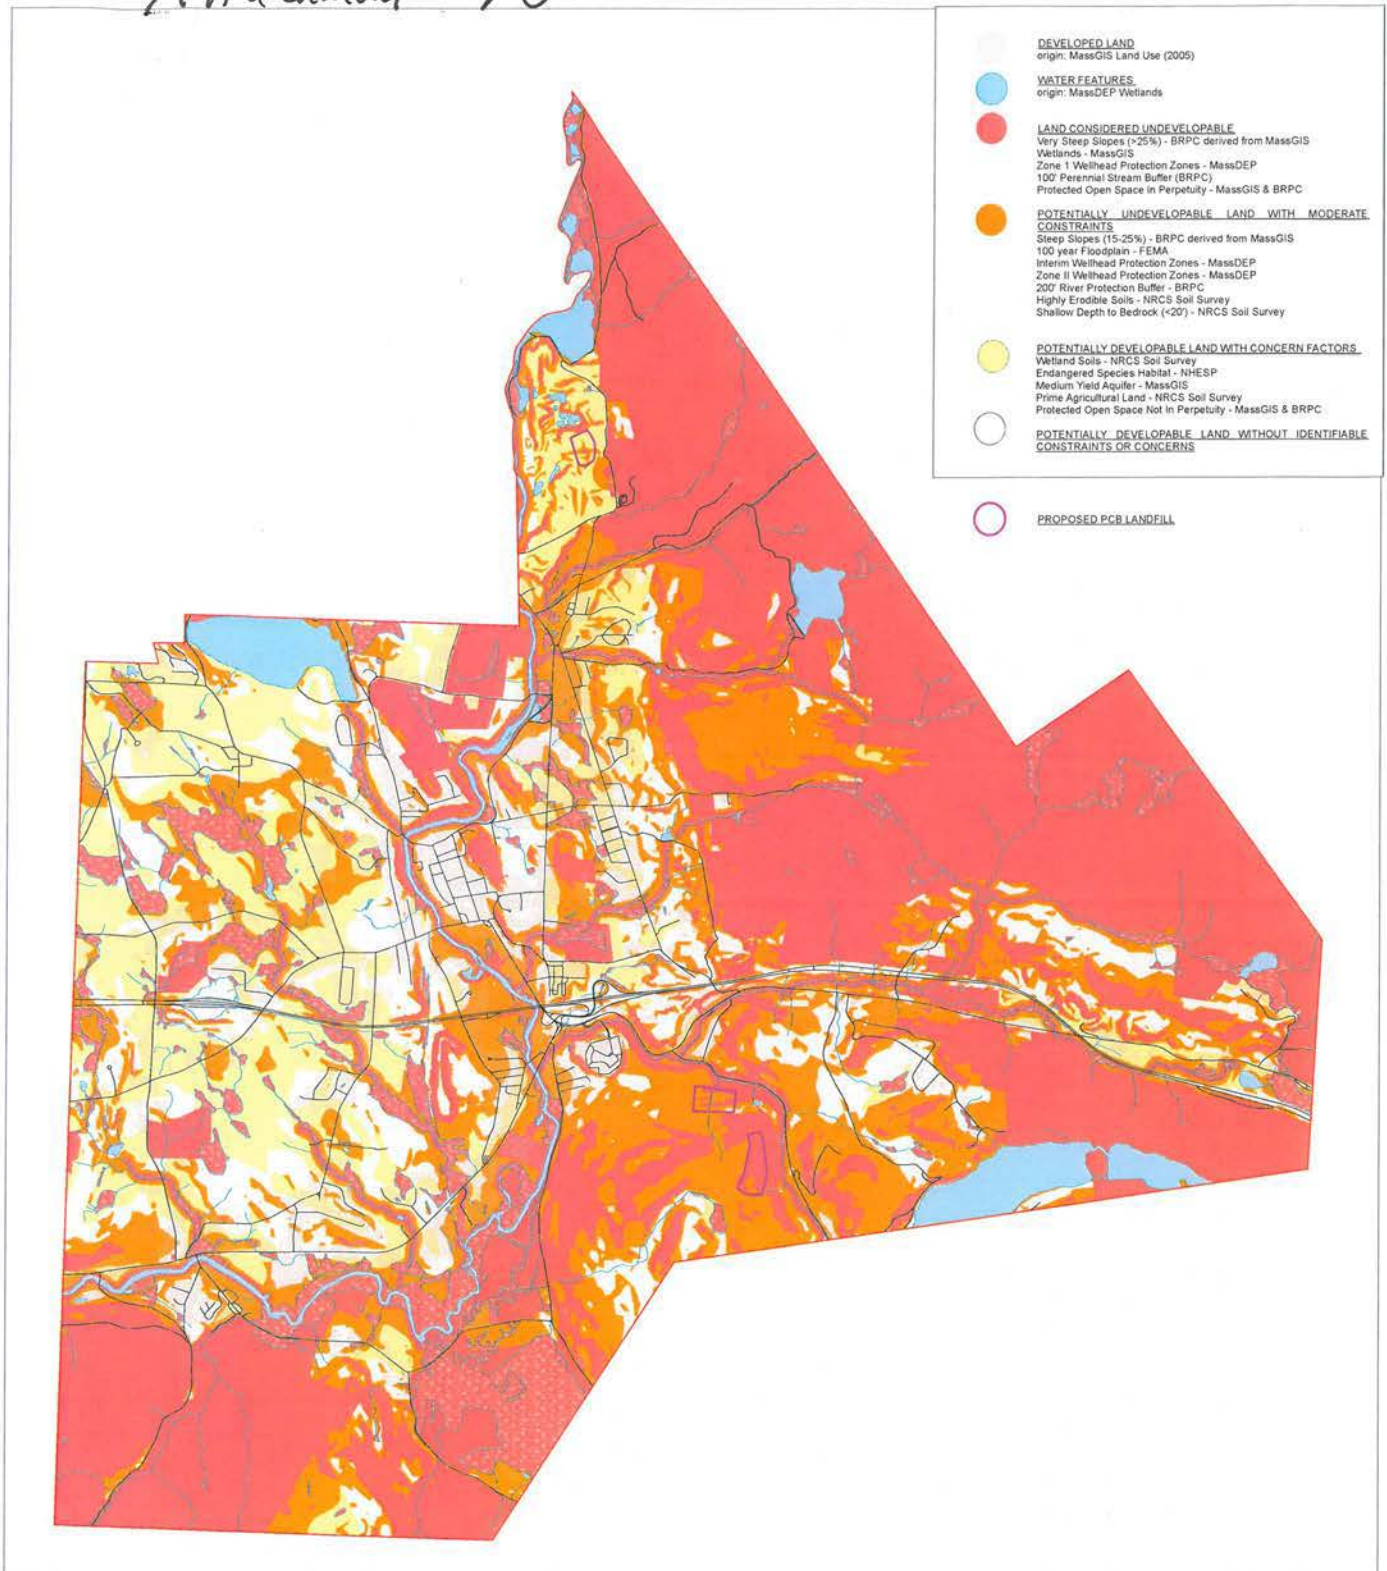 DEVELOPED LAND
origin: MassGIS Land Use (2005)
WATER FEATURES
origin: MassDEP Wetlands
LAND CONSIDERED UNDEVELOPABLE
Very Steep Slopes (>25%) - BRPC derived from MassGIS
Wetlands - MassGIS
Zone 1 Wellhead Protection Zones - MassDEP
100' Perennial Stream Buffer (BRPC)
Protected Open Space In Perpetuity - MassGIS & BRPC
POTENTIALLY UNDEVELOPABLE LAND WITH MODERATE
CONSTRAINTS
Steep Slopes (15-25%) - BRPC derived from MassGIS
100 year Floodplain - FEMA
Interim Wellhead Protection Zones - MassDEP
Zone II Wellhead Protection Zones - MassDEP
200' River Protection Buffer - BRPC
Highly Erodible Soils - NRCS Soil Survey
Shallow Depth to Bedrock (<20') - NRCS Soil Survey
POTENTIALLY DEVELOPABLE LAND WITH CONCERN FACTORS
Wetland Soils - NRCS Soil Survey
Endangered Species Habitat - NHESP
Medium Yield Aquifer - MassGIS
Prime Agricultural Land - NRCS Soil Survey
Protected Open Space Not In Perpetuity - MassGIS & BRPC
POTENTIALLY DEVELOPABLE LAND WITHOUT IDENTIFIABLE
CONSTRAINTS OR CONCERNS
PROPOSED PCB LANDFILL